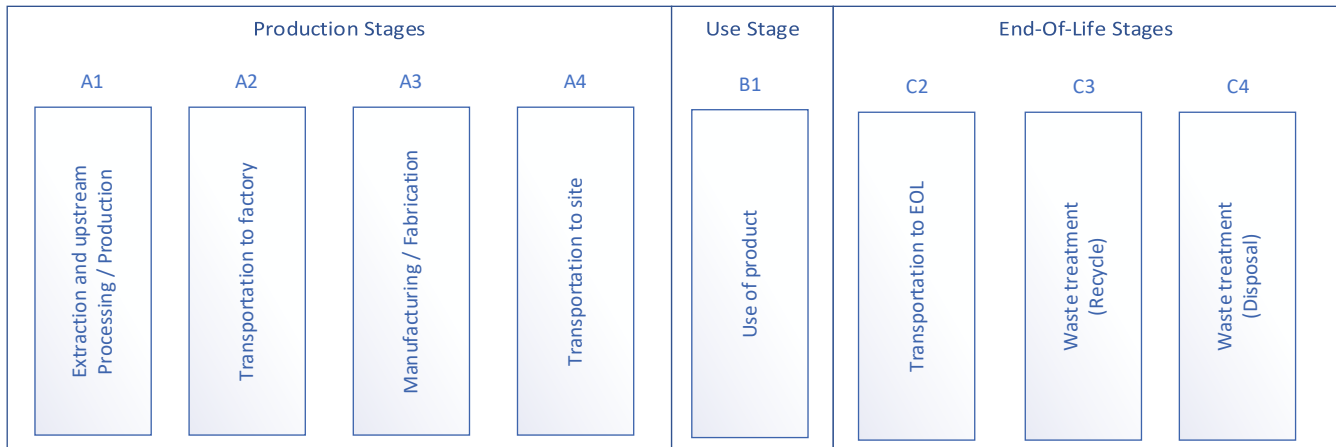 Production Stages
Use Stage
End-Of-Life Stages
A1
A2
A3
A4
B1
C2
C3
C4
Extraction and upstream
Processing / Production
Transportation to factory
Manufacturing / Fabrication
Transportation to site
Use of product
Transportation to EOL
Waste treatment
(Recycle)
Waste treatment
(Disposal)